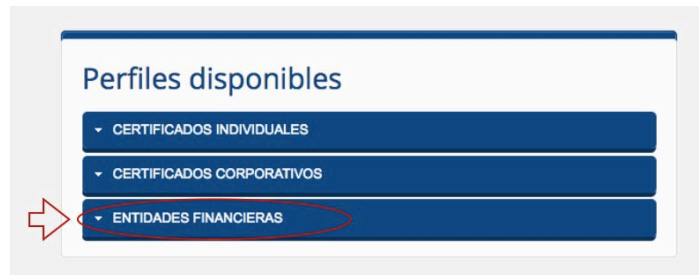 Perfiles disponibles
CERTIFICADOS INDIVIDUALES
CERTIFICADOS CORPORATIVOS
ENTIDADES FINANCIERAS